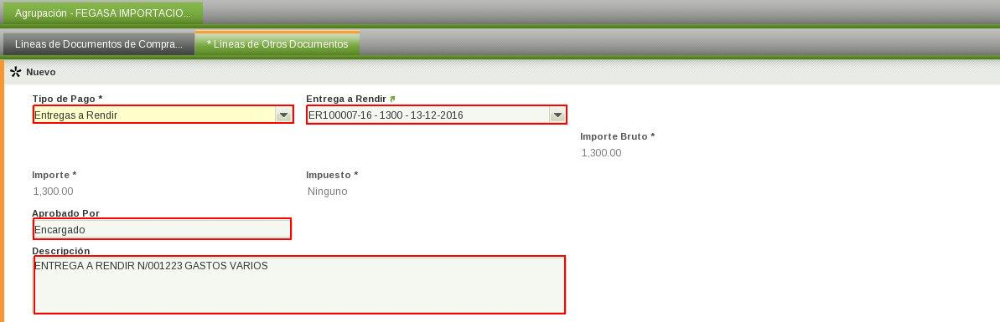 Agrupación - FEGASA IMPORTACIO...
Lineas de Documentos de Compra...
* Lineas de Otros Documentos
Nuevo
Tipo de Pago *
Entrega a Rendir
Entregas a Rendir
ER100007-16 - 1300 - 13-12-2016
Importe Bruto *
1,300.00
Importe *
Impuesto *
1,300.00
Ninguno
Aprobado Por
Encargado
Descripción
ENTREGA A RENDIR N/001223 GASTOS VARIOS